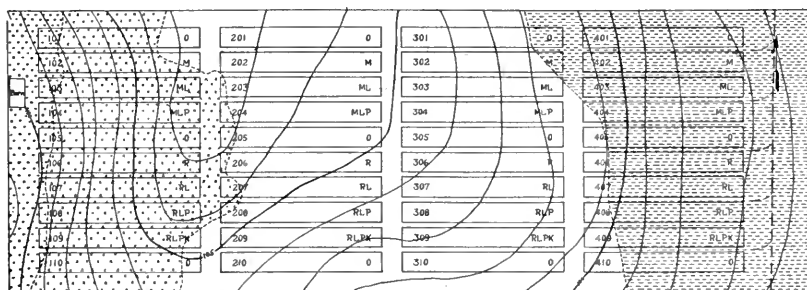 101 0 201 0 301 0 401 0
102 M 202 M 302 M 402 M
103 ML 203 ML 303 ML 403 ML
104 MLP 204 MLP 304 MLP 404 MLP
105 0 205 0 305 0 405 0
106 R 206 R 306 R 406 R
107 RL 207 RL 307 RL 407 RL
108 RLP 208 RLP 308 RLP 408 RLP
109 RLPK 209 RLPK 309 RLPK 409 RLPK
110 0 210 0 310 0 410 0